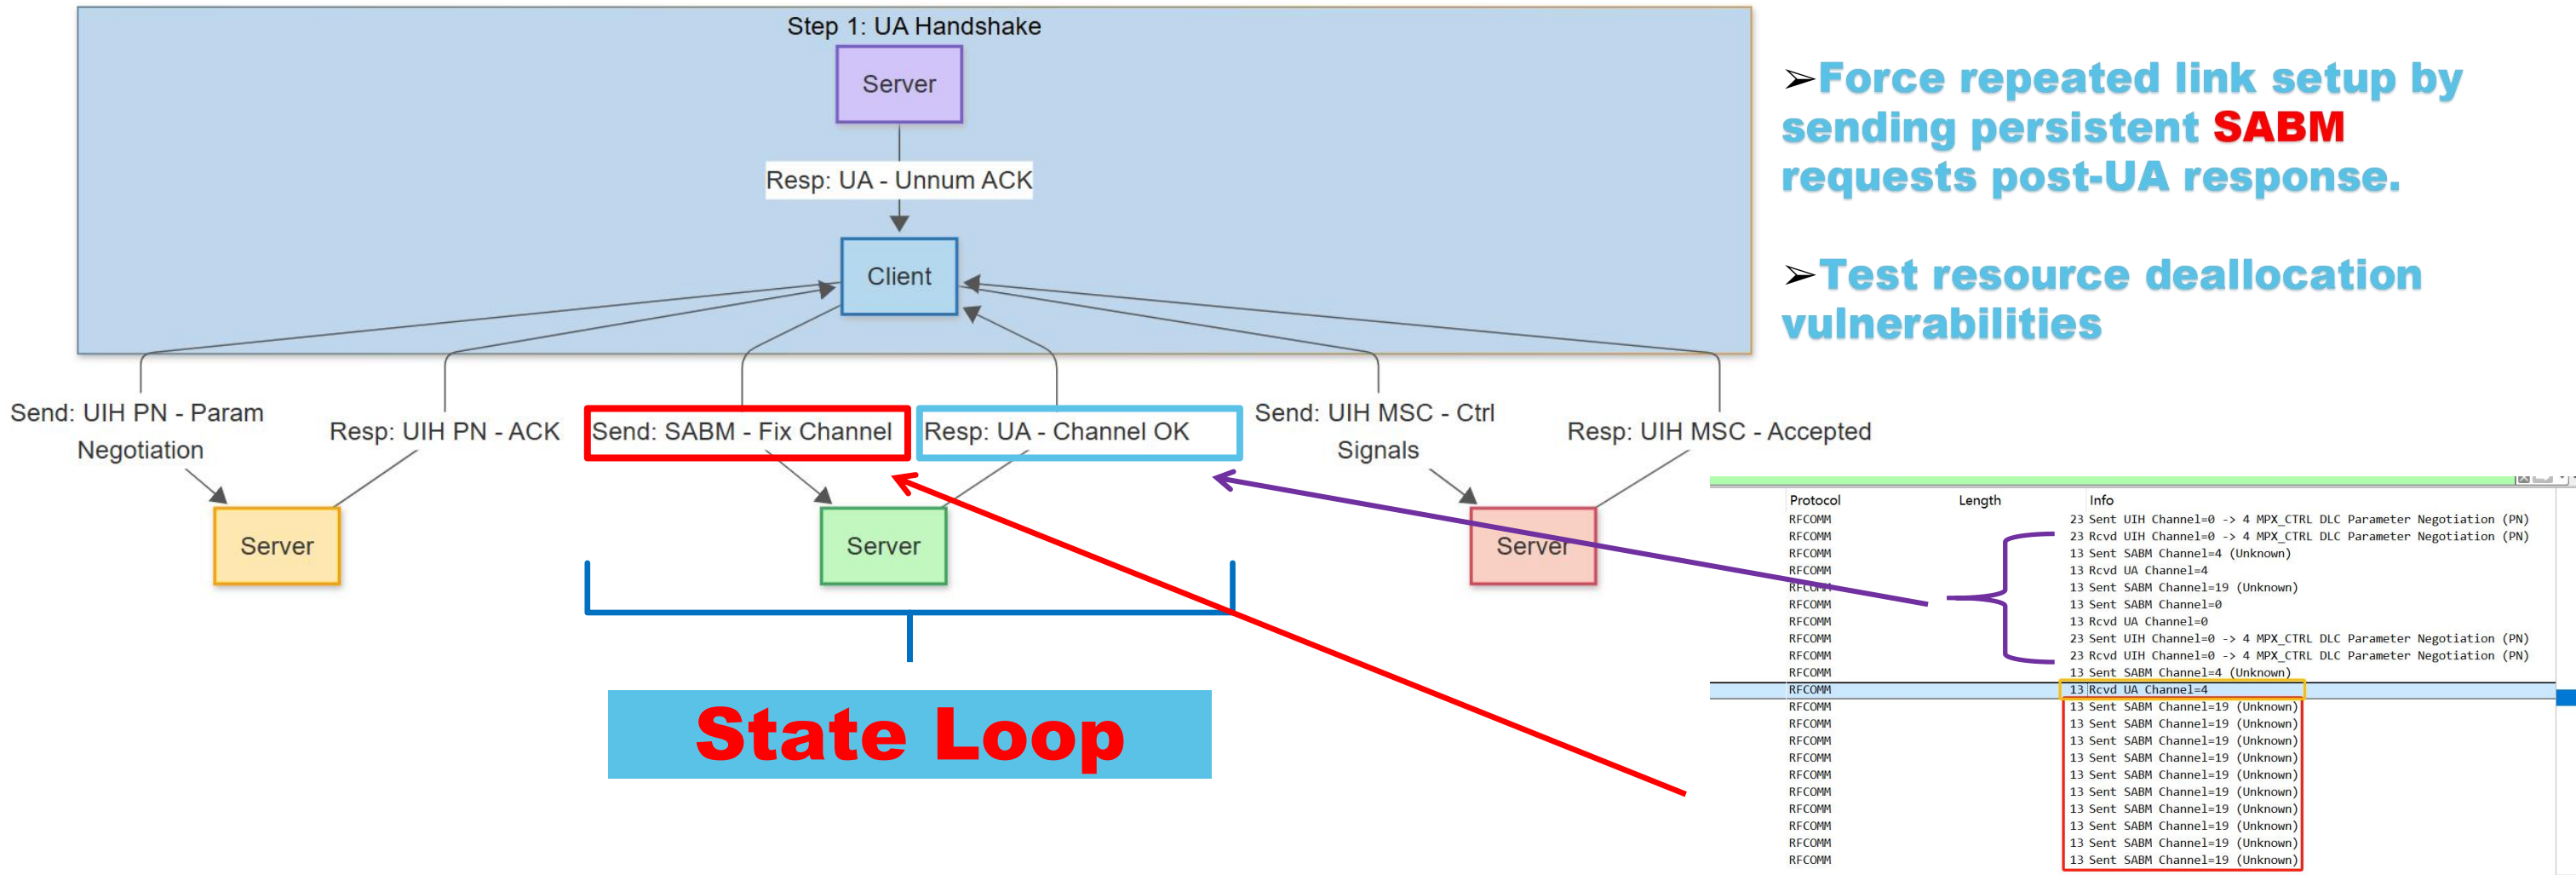 Step 1: UA Handshake
Server
Resp: UA - Unnum ACK
Client
➢Force repeated link setup by
sending persistent SABM
requests post-UA response.
➢Test resource deallocation
vulnerabilities
Send: UIH PN - Param
Negotiation
Resp: UIH PN - ACK
Send: SABM - Fix Channel
Resp: UA - Channel OK
Send: UIH MSC - Ctrl
Signals
Resp: UIH MSC - Accepted
Server
Server
Server
State Loop
Protocol Length Info
RFCOMM 23 Sent UIH Channel=0 -> 4 MPX_CTRL DLC Parameter Negotiation (PN)
RFCOMM 23 Rcvd UIH Channel=0 -> 4 MPX_CTRL DLC Parameter Negotiation (PN)
RFCOMM 13 Sent SABM Channel=4 (Unknown)
RFCOMM 13 Rcvd UA Channel=4
RFCOMM 13 Sent SABM Channel=19 (Unknown)
RFCOMM 13 Sent SABM Channel=0
RFCOMM 13 Rcvd UA Channel=0
RFCOMM 23 Sent UIH Channel=0 -> 4 MPX_CTRL DLC Parameter Negotiation (PN)
RFCOMM 23 Rcvd UIH Channel=0 -> 4 MPX_CTRL DLC Parameter Negotiation (PN)
RFCOMM 13 Sent SABM Channel=4 (Unknown)
RFCOMM 13 Rcvd UA Channel=4
RFCOMM 13 Sent SABM Channel=19 (Unknown)
RFCOMM 13 Sent SABM Channel=19 (Unknown)
RFCOMM 13 Sent SABM Channel=19 (Unknown)
RFCOMM 13 Sent SABM Channel=19 (Unknown)
RFCOMM 13 Sent SABM Channel=19 (Unknown)
RFCOMM 13 Sent SABM Channel=19 (Unknown)
RFCOMM 13 Sent SABM Channel=19 (Unknown)
RFCOMM 13 Sent SABM Channel=19 (Unknown)
RFCOMM 13 Sent SABM Channel=19 (Unknown)
RFCOMM 13 Sent SABM Channel=19 (Unknown)